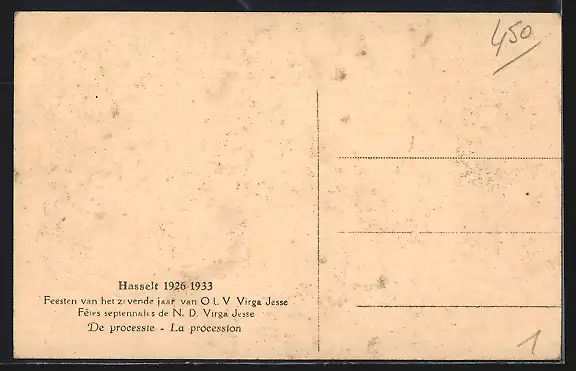 450
Hasselt 1926-1933
Feesten van het zevende jaar van O L V Virga Jesse
Fêtes septennales de N. D. Virga Jesse
De processie - La procession
1